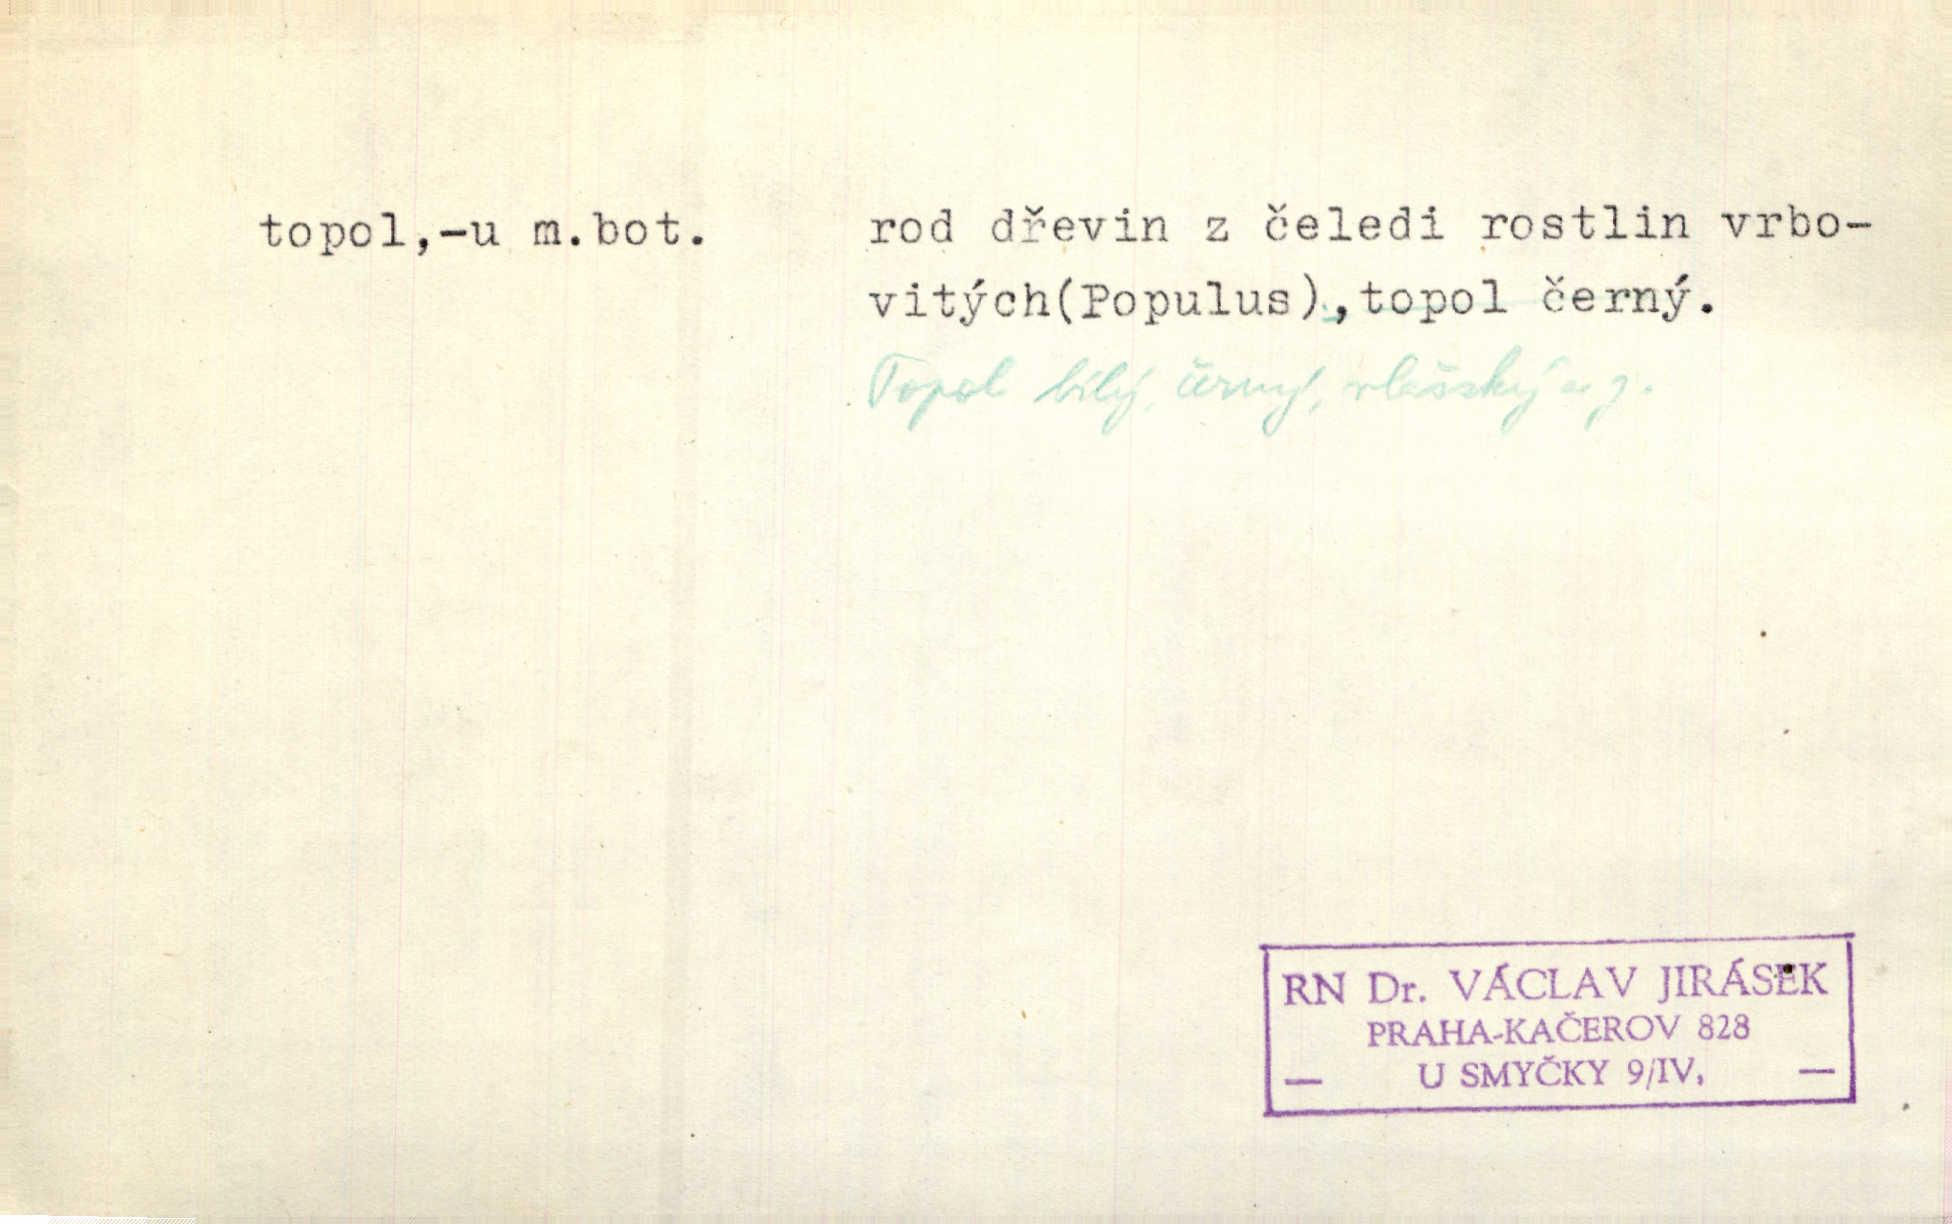 topol,-u m.bot. rod dřevin z čeledi rostlin vrbo-
vitých(Populus),topol černý.
Topol bílý, černý, vlašský a j.
RN Dr. VÁCLAV JIRÁSEK
PRAHA-KAČEROV 828
— U SMYČKY 9/IV, —